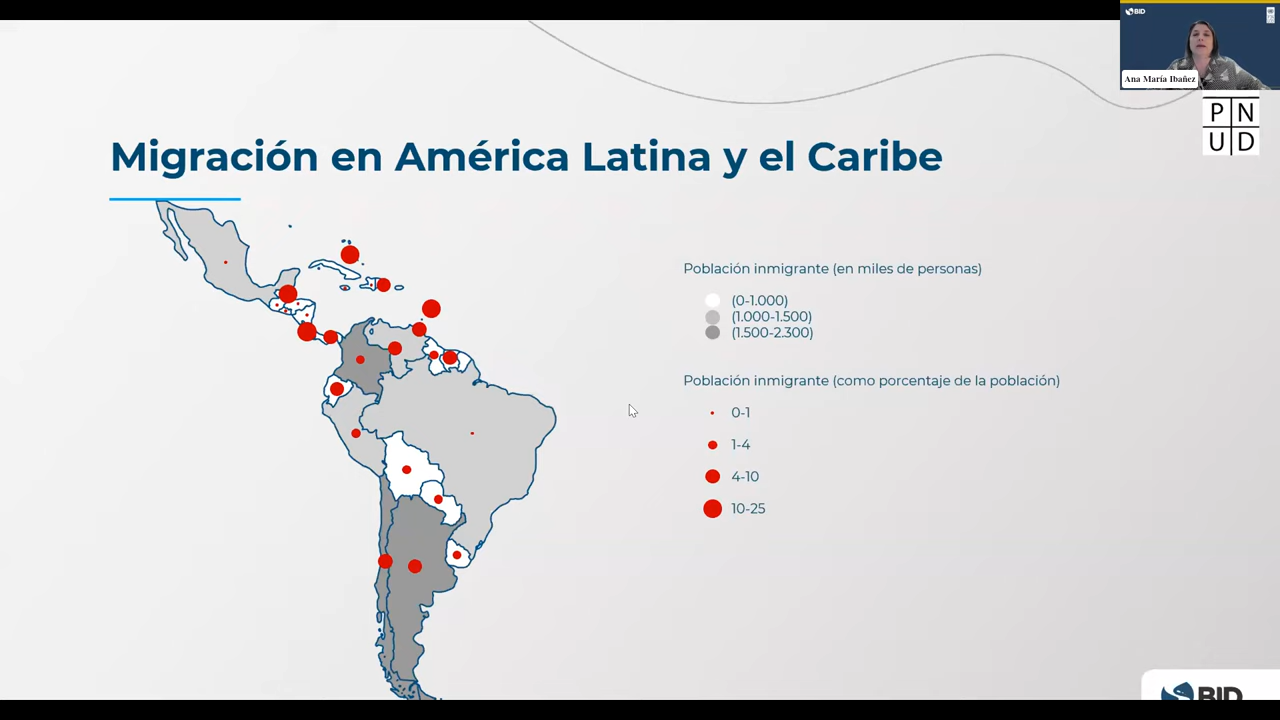 BID
Ana María Ibañez
P N
U D
Migración en América Latina y el Caribe
Población inmigrante (en miles de personas)
(0-1.000)
(1.000-1.500)
(1.500-2.300)
Población inmigrante (como porcentaje de la población)
0-1
1-4
4-10
10-25
BID